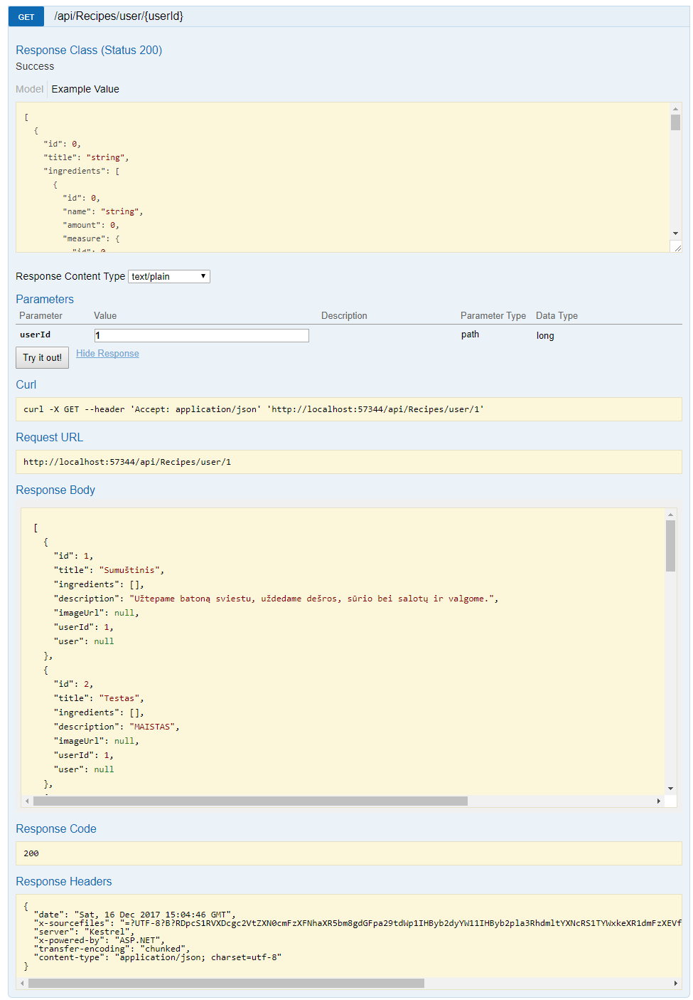 GET /api/Recipes/user/{userId}
Response Class (Status 200)
Success
Model Example Value
[
  {
    "id": 0,
    "title": "string",
    "ingredients": [
      {
        "id": 0,
        "name": "string",
        "amount": 0,
        "measure": {
          "id": 0
Response Content Type text/plain
Parameters
Parameter Value Description Parameter Type Data Type
userId 1 path long
Try it out! Hide Response
Curl
curl -X GET --header 'Accept: application/json' 'http://localhost:57344/api/Recipes/user/1'
Request URL
http://localhost:57344/api/Recipes/user/1
Response Body
[
  {
    "id": 1,
    "title": "Sumuštinis",
    "ingredients": [],
    "description": "Užtepame batoną sviestu, uždedame dešros, sūrio bei salotų ir valgome.",
    "imageUrl": null,
    "userId": 1,
    "user": null
  },
  {
    "id": 2,
    "title": "Testas",
    "ingredients": [],
    "description": "MAISTAS",
    "imageUrl": null,
    "userId": 1,
    "user": null
  },
Response Code
200
Response Headers
{
  "date": "Sat, 16 Dec 2017 15:04:46 GMT",
  "x-sourcefiles": "=?UTF-8?B?RDpcS1RVXDcgc2VtZXN0cmFzXFNhaXR5bm8gdGFpa29tdWp1IHByb2dyYW11IHByb2pla3RhdmltYXNcRS1TYWxkeXR1dmFzXEVf
  "server": "Kestrel",
  "x-powered-by": "ASP.NET",
  "transfer-encoding": "chunked",
  "content-type": "application/json; charset=utf-8"
}